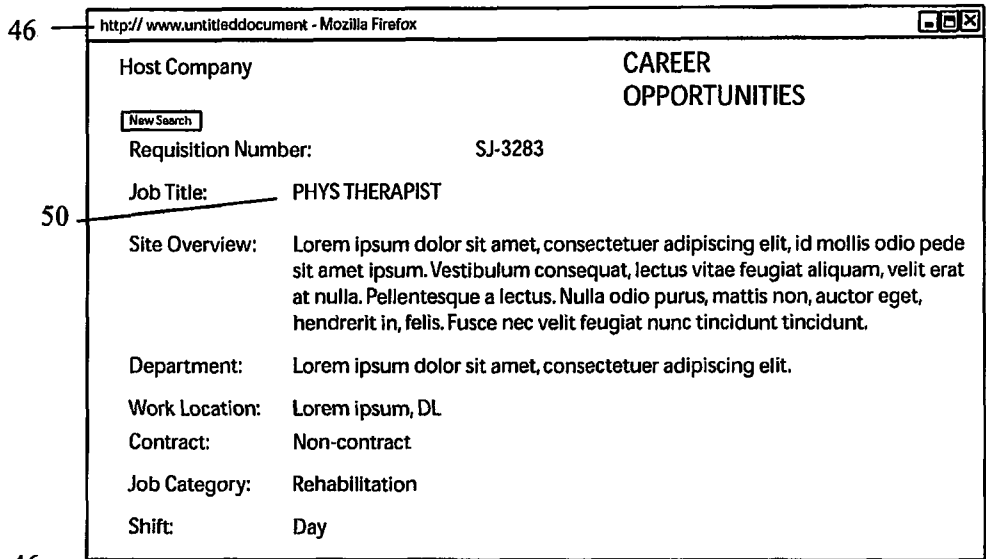 46
http:// www.untitleddocument - Mozilla Firefox
Host Company
CAREER
OPPORTUNITIES
New Search
Requisition Number: SJ-3283
Job Title: PHYS THERAPIST
50
Site Overview: Lorem ipsum dolor sit amet, consectetuer adipiscing elit, id mollis odio pede
sit amet ipsum. Vestibulum consequat, lectus vitae feugiat aliquam, velit erat
at nulla. Pellentesque a lectus. Nulla odio purus, mattis non, auctor eget,
hendrerit in, felis. Fusce nec velit feugiat nunc tincidunt tincidunt.
Department: Lorem ipsum dolor sit amet, consectetuer adipiscing elit.
Work Location: Lorem ipsum, DL
Contract: Non-contract
Job Category: Rehabilitation
Shift: Day